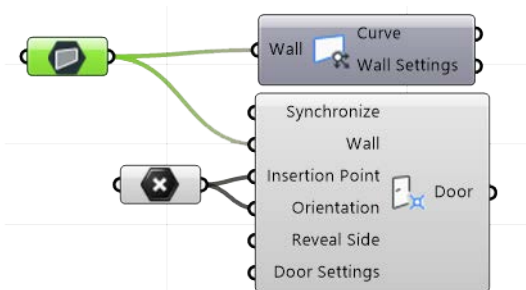 Wall
Curve
Wall Settings
Synchronize
Wall
Insertion Point
Orientation
Reveal Side
Door Settings
Door